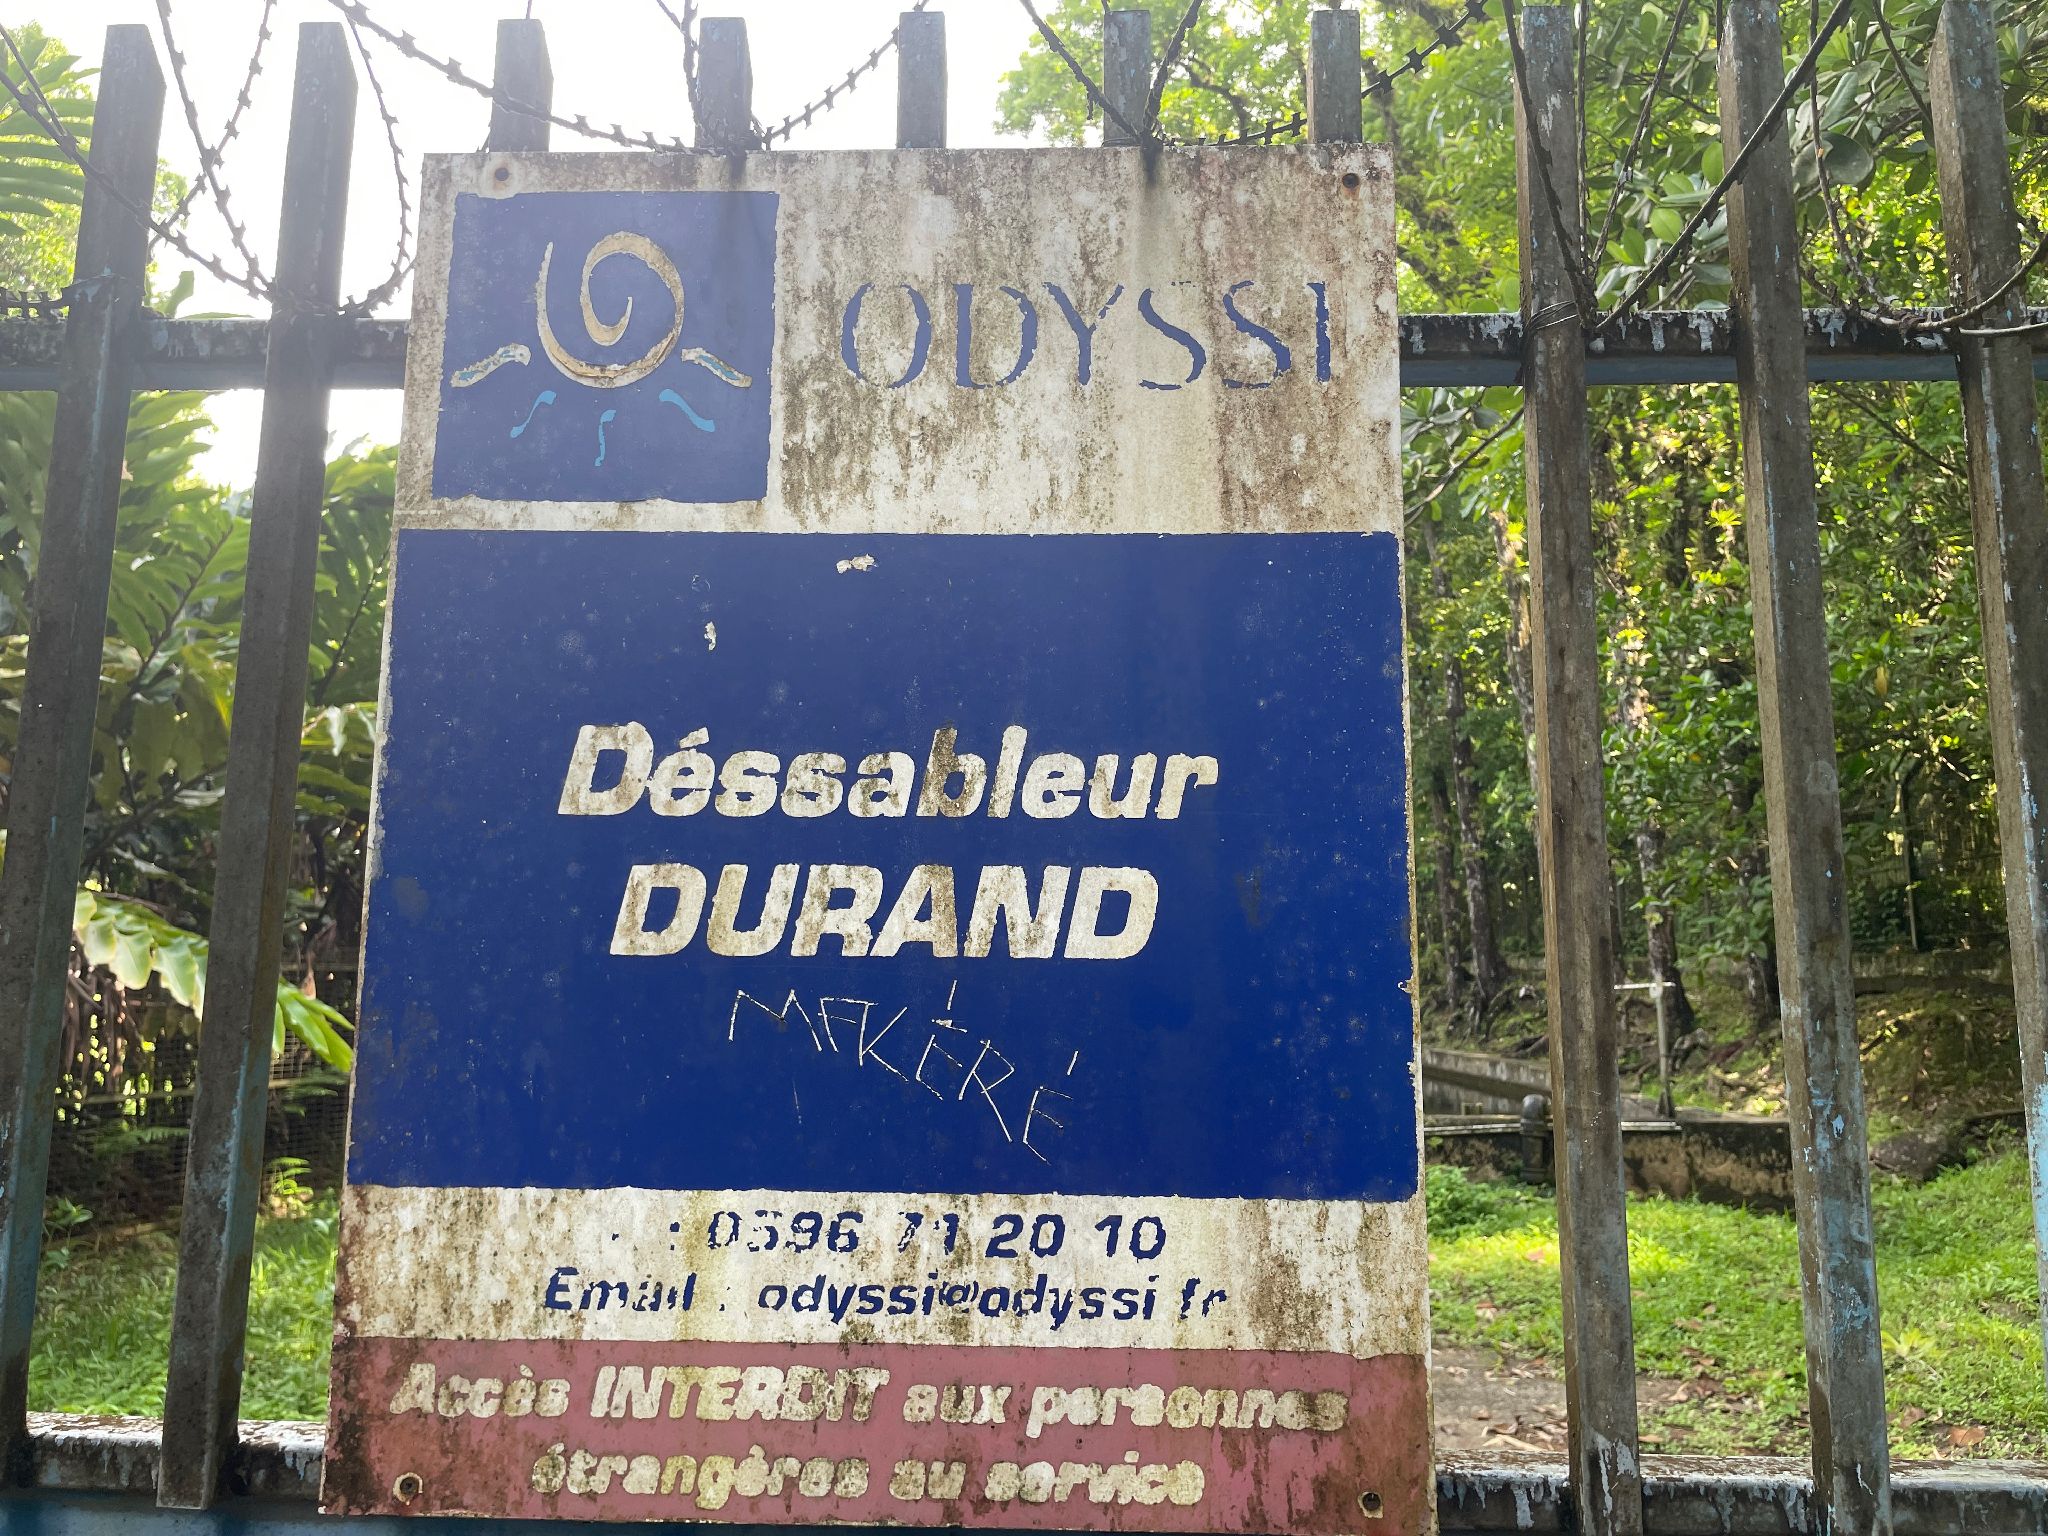 ODYSSI
Déssableur
DURAND
MAKÉRÉ
: 0596 71 20 10
Email : odyssi@odyssi.fr
Accès INTERDIT aux personnes
étrangères au service